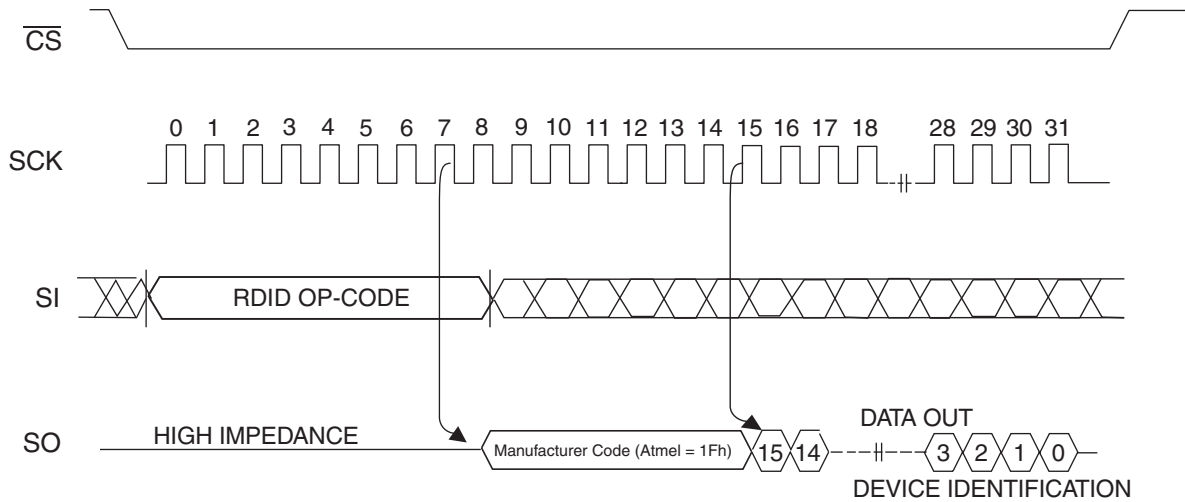 CS
0 1 2 3 4 5 6 7 8 9 10 11 12 13 14 15 16 17 18 28 29 30 31
SCK
SI
RDID OP-CODE
DATA OUT
SO
HIGH IMPEDANCE
Manufacturer Code (Atmel = 1Fh)
15 14 3 2 1 0
DEVICE IDENTIFICATION